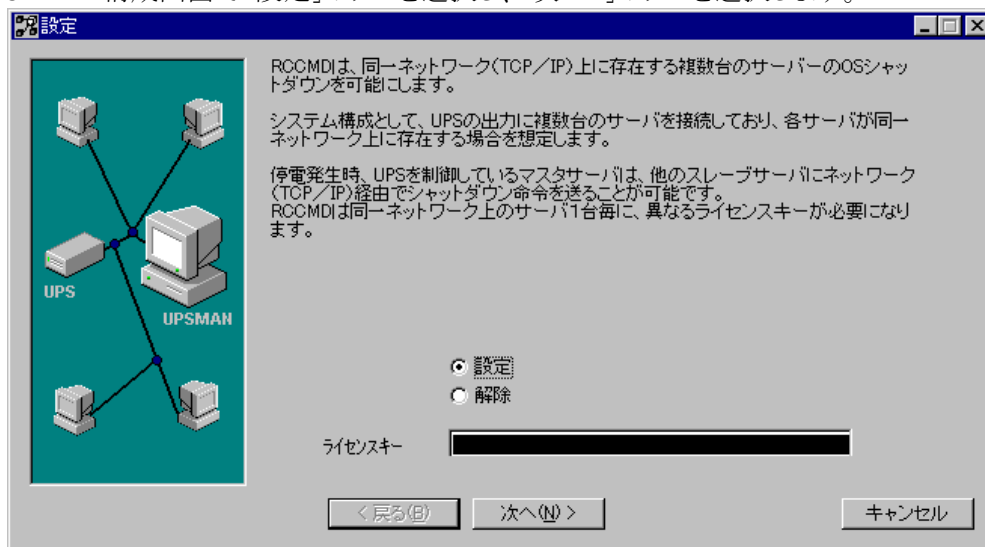 設定
RCCMDは、同一ネットワーク(TCP／IP)上に存在する複数台のサーバーのOSシャッ
トダウンを可能にします。
システム構成として、UPSの出力に複数台のサーバを接続しており、各サーバが同一
ネットワーク上に存在する場合を想定します。
停電発生時、UPSを制御しているマスタサーバは、他のスレーブサーバにネットワーク
(TCP／IP)経由でシャットダウン命令を送ることが可能です。
RCCMDは同一ネットワーク上のサーバ1台毎に、異なるライセンスキーが必要になり
ます。
UPS
UPSMAN
設定
解除
ライセンスキー
< 戻る(B)
次へ(N) >
キャンセル